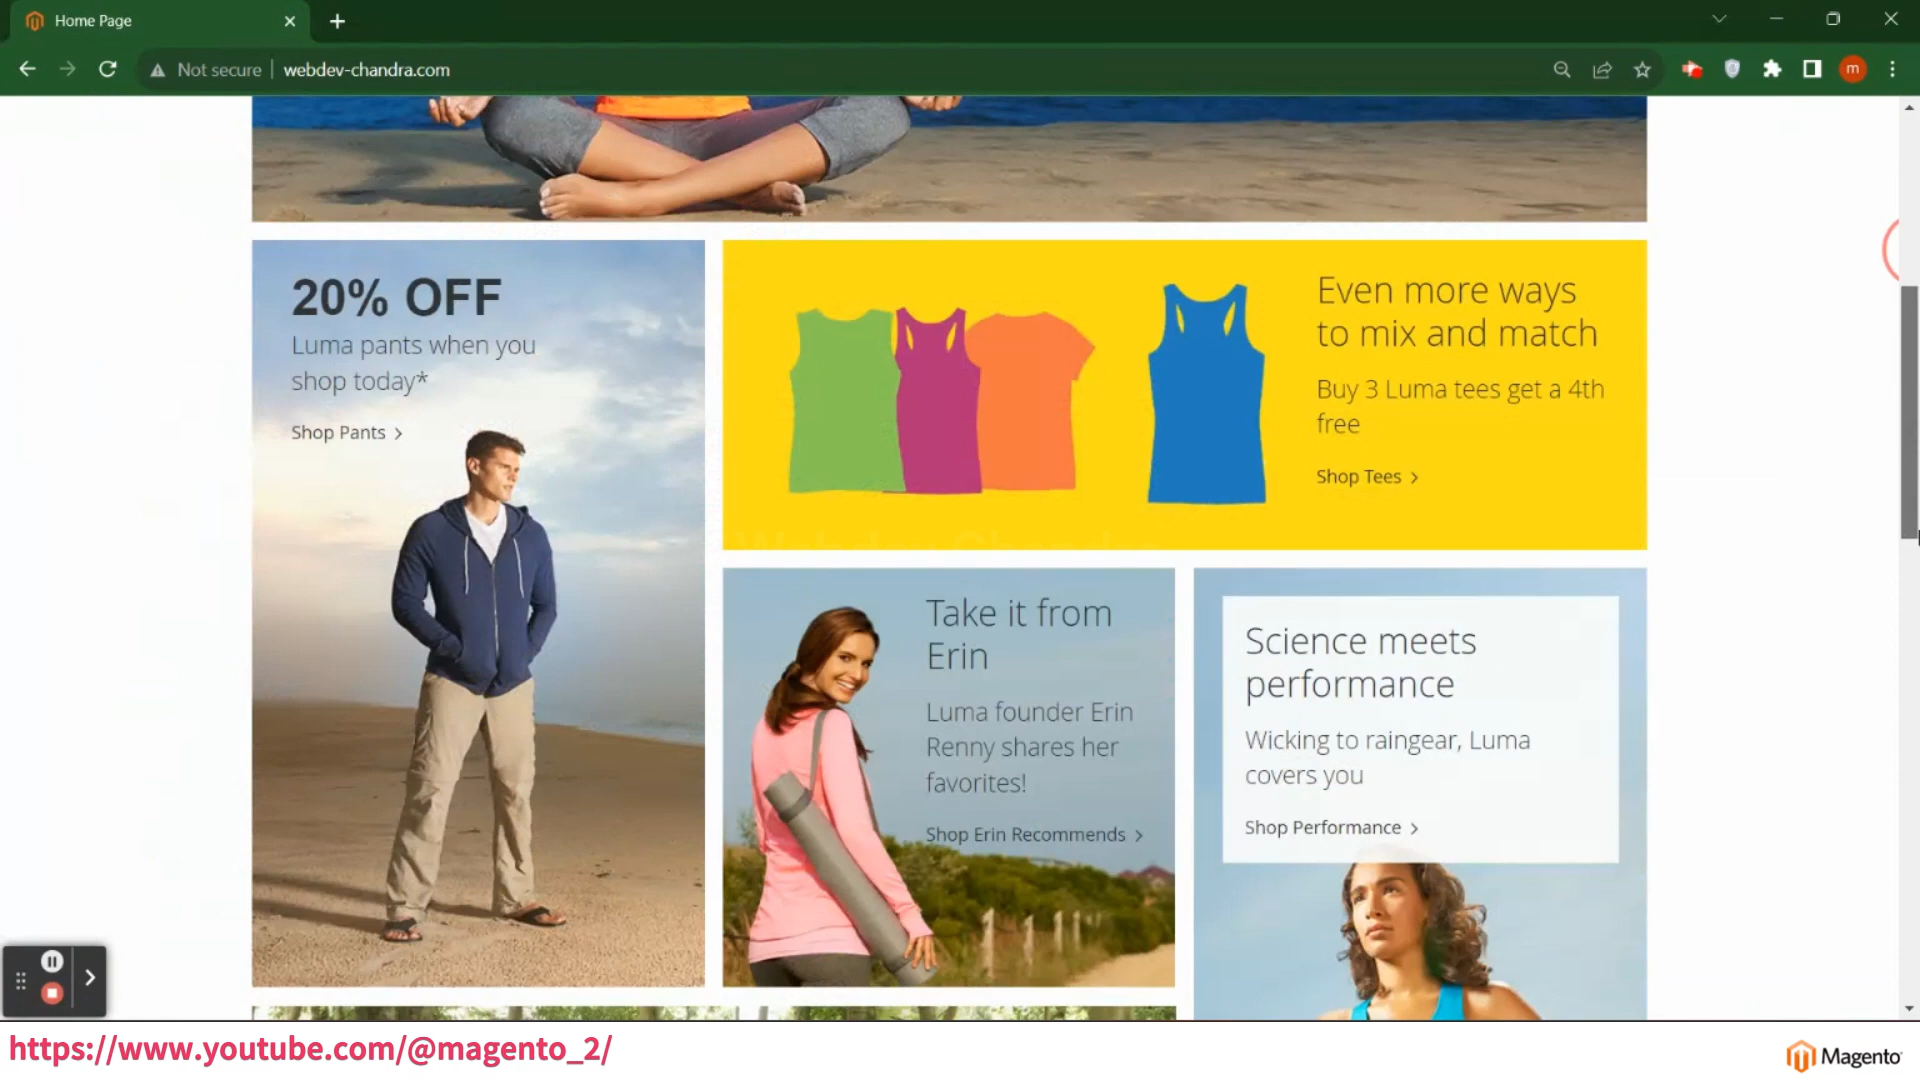 Home Page
Not secure
webdev-chandra.com
m
20% OFF
Luma pants when you
shop today*
Shop Pants >
Even more ways
to mix and match
Buy 3 Luma tees get a 4th
free
Shop Tees >
Webdev Chandra
Take it from
Erin
Luma founder Erin
Renny shares her
favorites!
Shop Erin Recommends >
Science meets
performance
Wicking to raingear, Luma
covers you
Shop Performance >
https://www.youtube.com/@magento_2/
Magento